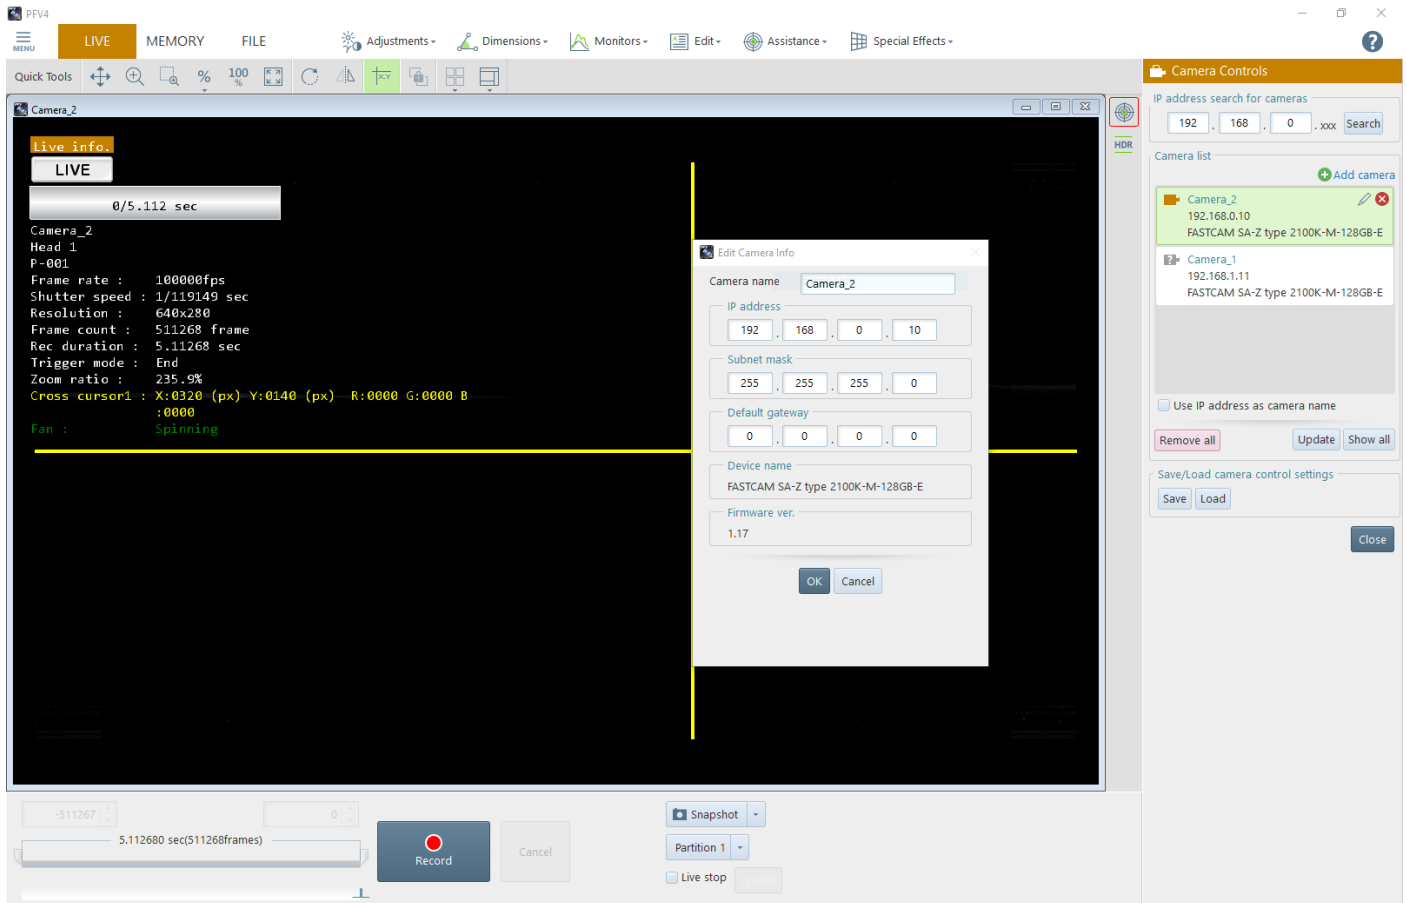 PFV4
MENU
LIVE
MEMORY
FILE
Adjustments
Dimensions
Monitors
Edit
Assistance
Special Effects
?
Quick Tools
%
100
%
X.Y
Camera_2
HDR
Live info.
LIVE
0/5.112 sec
Camera_2
Head 1
P-001
Frame rate : 100000fps
Shutter speed : 1/119149 sec
Resolution : 640x280
Frame count : 511268 frame
Rec duration : 5.11268 sec
Trigger mode : End
Zoom ratio : 235.9%
Cross cursor1 : X:0320 (px) Y:0140 (px) R:0000 G:0000 B
:0000
Fan : Spinning
Edit Camera Info
Camera name Camera_2
IP address
192 . 168 . 0 . 10
Subnet mask
255 . 255 . 255 . 0
Default gateway
0 . 0 . 0 . 0
Device name
FASTCAM SA-Z type 2100K-M-128GB-E
Firmware ver.
1.17
OK
Cancel
Camera Controls
IP address search for cameras
192 . 168 . 0 . xxx Search
Camera list
Add camera
Camera_2
192.168.0.10
FASTCAM SA-Z type 2100K-M-128GB-E
Camera_1
192.168.1.11
FASTCAM SA-Z type 2100K-M-128GB-E
Use IP address as camera name
Remove all
Update
Show all
Save/Load camera control settings
Save
Load
Close
-511267
0
5.112680 sec(511268frames)
Record
Cancel
Snapshot
Partition 1
Live stop